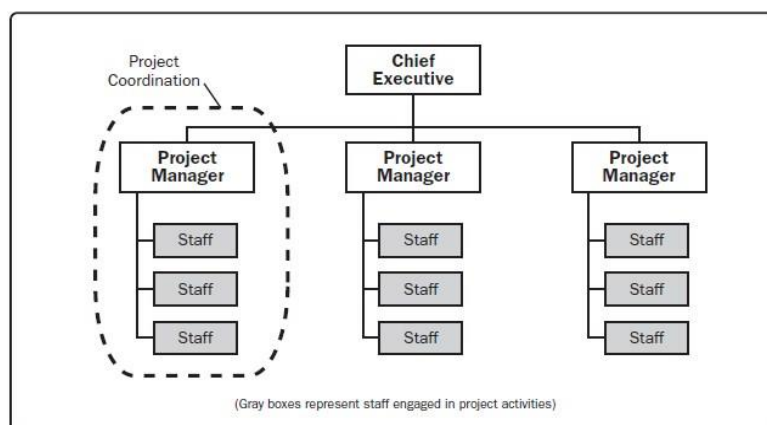 Project
Coordination
Chief
Executive
Project
Manager
Project
Manager
Project
Manager
Staff
Staff
Staff
Staff
Staff
Staff
Staff
Staff
Staff
(Gray boxes represent staff engaged in project activities)